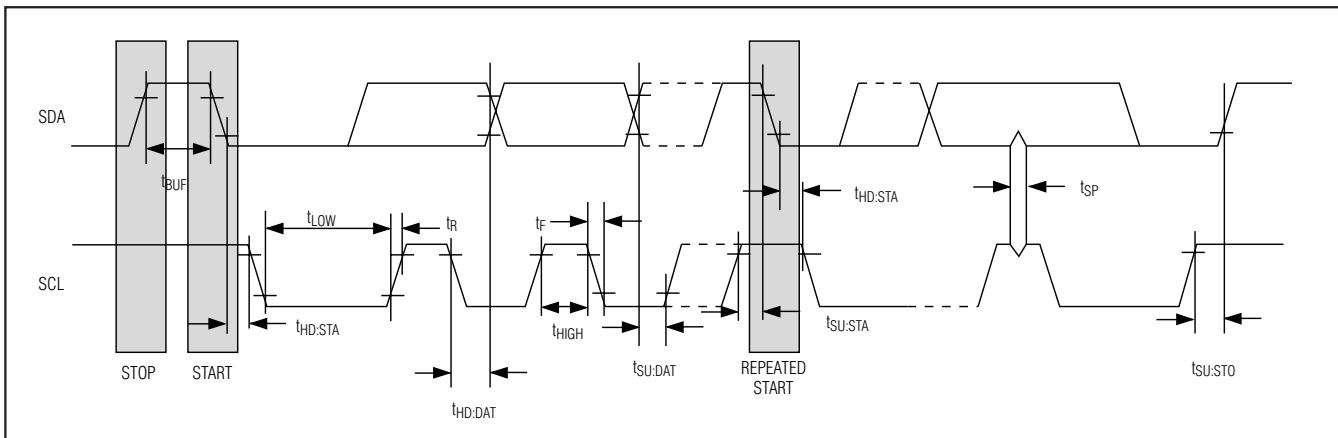 SDA
tBUF
tHD:STA
tSP
tLOW
tR
tF
SCL
tHD:STA
tHIGH
tSU:STA
tSU:DAT
tSU:STO
STOP
START
REPEATED
START
tHD:DAT